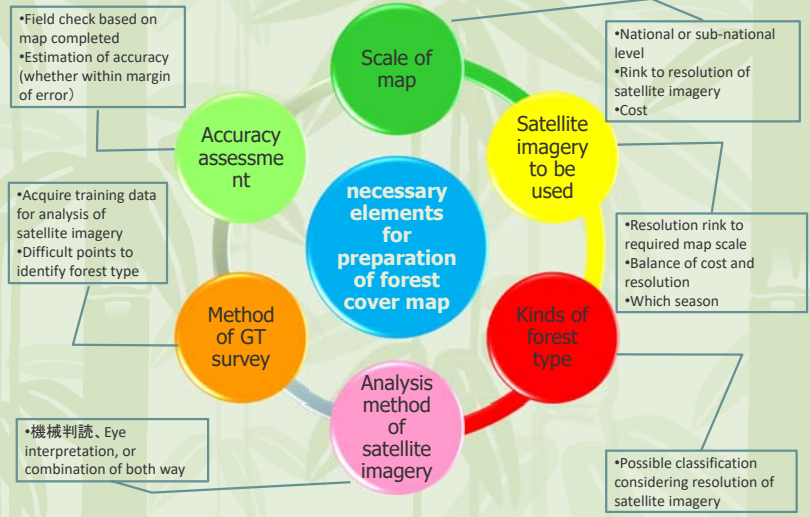 •Field check based on
map completed
•Estimation of accuracy
(whether within margin
of error）
Scale of
map
•National or sub-national
level
•Rink to resolution of
satellite imagery
•Cost
Accuracy
assessme
nt
Satellite
imagery
to be
used
necessary
elements
for
preparation
of forest
cover map
•Acquire training data
for analysis of
satellite imagery
•Difficult points to
identify forest type
•Resolution rink to
required map scale
•Balance of cost and
resolution
•Which season
Method
of GT
survey
Kinds of
forest
type
Analysis
method
of
satellite
imagery
•機械判読、Eye
interpretation, or
combination of both way
•Possible classification
considering resolution of
satellite imagery